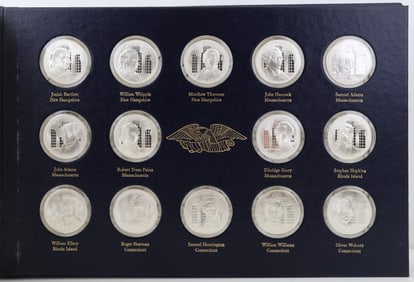 Josiah Bartlett
New Hampshire
William Whipple
New Hampshire
Matthew Thornton
New Hampshire
John Hancock
Massachusetts
Samuel Adams
Massachusetts
John Adams
Massachusetts
Robert Treat Paine
Massachusetts
Elbridge Gerry
Massachusetts
Stephen Hopkins
Rhode Island
William Ellery
Rhode Island
Roger Sherman
Connecticut
Samuel Huntington
Connecticut
William Williams
Connecticut
Oliver Wolcott
Connecticut